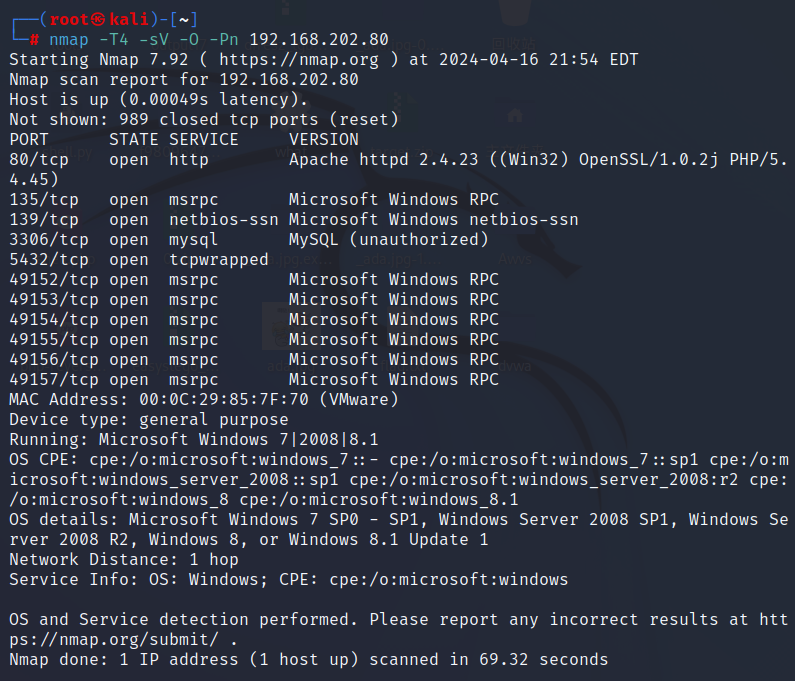 ┌──(root㉿kali)-[~]
└─# nmap -T4 -sV -O -Pn 192.168.202.80
Starting Nmap 7.92 ( https://nmap.org ) at 2024-04-16 21:54 EDT
Nmap scan report for 192.168.202.80
Host is up (0.00049s latency).
Not shown: 989 closed tcp ports (reset)
PORT      STATE SERVICE     VERSION
80/tcp    open  http        Apache httpd 2.4.23 ((Win32) OpenSSL/1.0.2j PHP/5.
4.45)
135/tcp   open  msrpc       Microsoft Windows RPC
139/tcp   open  netbios-ssn Microsoft Windows netbios-ssn
3306/tcp  open  mysql       MySQL (unauthorized)
5432/tcp  open  tcpwrapped
49152/tcp open  msrpc       Microsoft Windows RPC
49153/tcp open  msrpc       Microsoft Windows RPC
49154/tcp open  msrpc       Microsoft Windows RPC
49155/tcp open  msrpc       Microsoft Windows RPC
49156/tcp open  msrpc       Microsoft Windows RPC
49157/tcp open  msrpc       Microsoft Windows RPC
MAC Address: 00:0C:29:85:7F:70 (VMware)
Device type: general purpose
Running: Microsoft Windows 7|2008|8.1
OS CPE: cpe:/o:microsoft:windows_7::- cpe:/o:microsoft:windows_7::sp1 cpe:/o:m
icrosoft:windows_server_2008::sp1 cpe:/o:microsoft:windows_server_2008:r2 cpe:
/o:microsoft:windows_8 cpe:/o:microsoft:windows_8.1
OS details: Microsoft Windows 7 SP0 - SP1, Windows Server 2008 SP1, Windows Se
rver 2008 R2, Windows 8, or Windows 8.1 Update 1
Network Distance: 1 hop
Service Info: OS: Windows; CPE: cpe:/o:microsoft:windows

OS and Service detection performed. Please report any incorrect results at htt
ps://nmap.org/submit/ .
Nmap done: 1 IP address (1 host up) scanned in 69.32 seconds